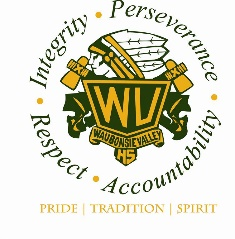 • Integrity • Perseverance
• Respect • Accountability •
WV
WAUBONSIE VALLEY
HS
PRIDE | TRADITION | SPIRIT